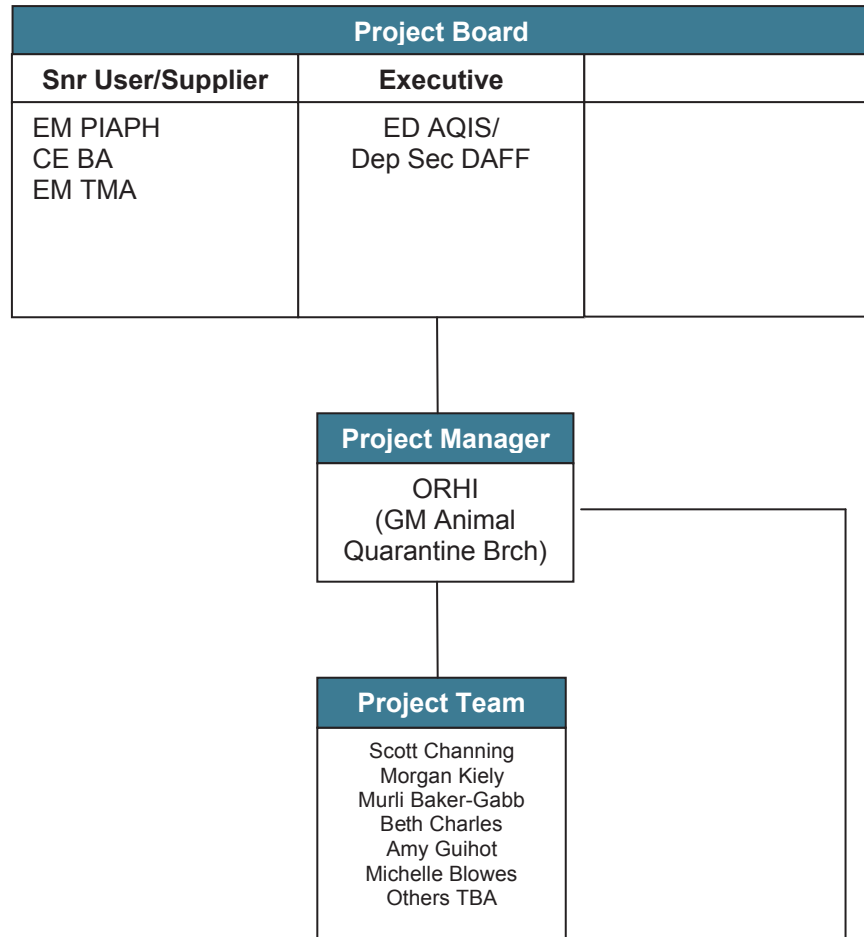 Project Board
Snr User/Supplier
Executive
EM PIAPH
CE BA
EM TMA
ED AQIS/
Dep Sec DAFF
Project Manager
ORHI
(GM Animal
Quarantine Brch)
Project Team
Scott Channing
Morgan Kiely
Murli Baker-Gabb
Beth Charles
Amy Guihot
Michelle Blowes
Others TBA